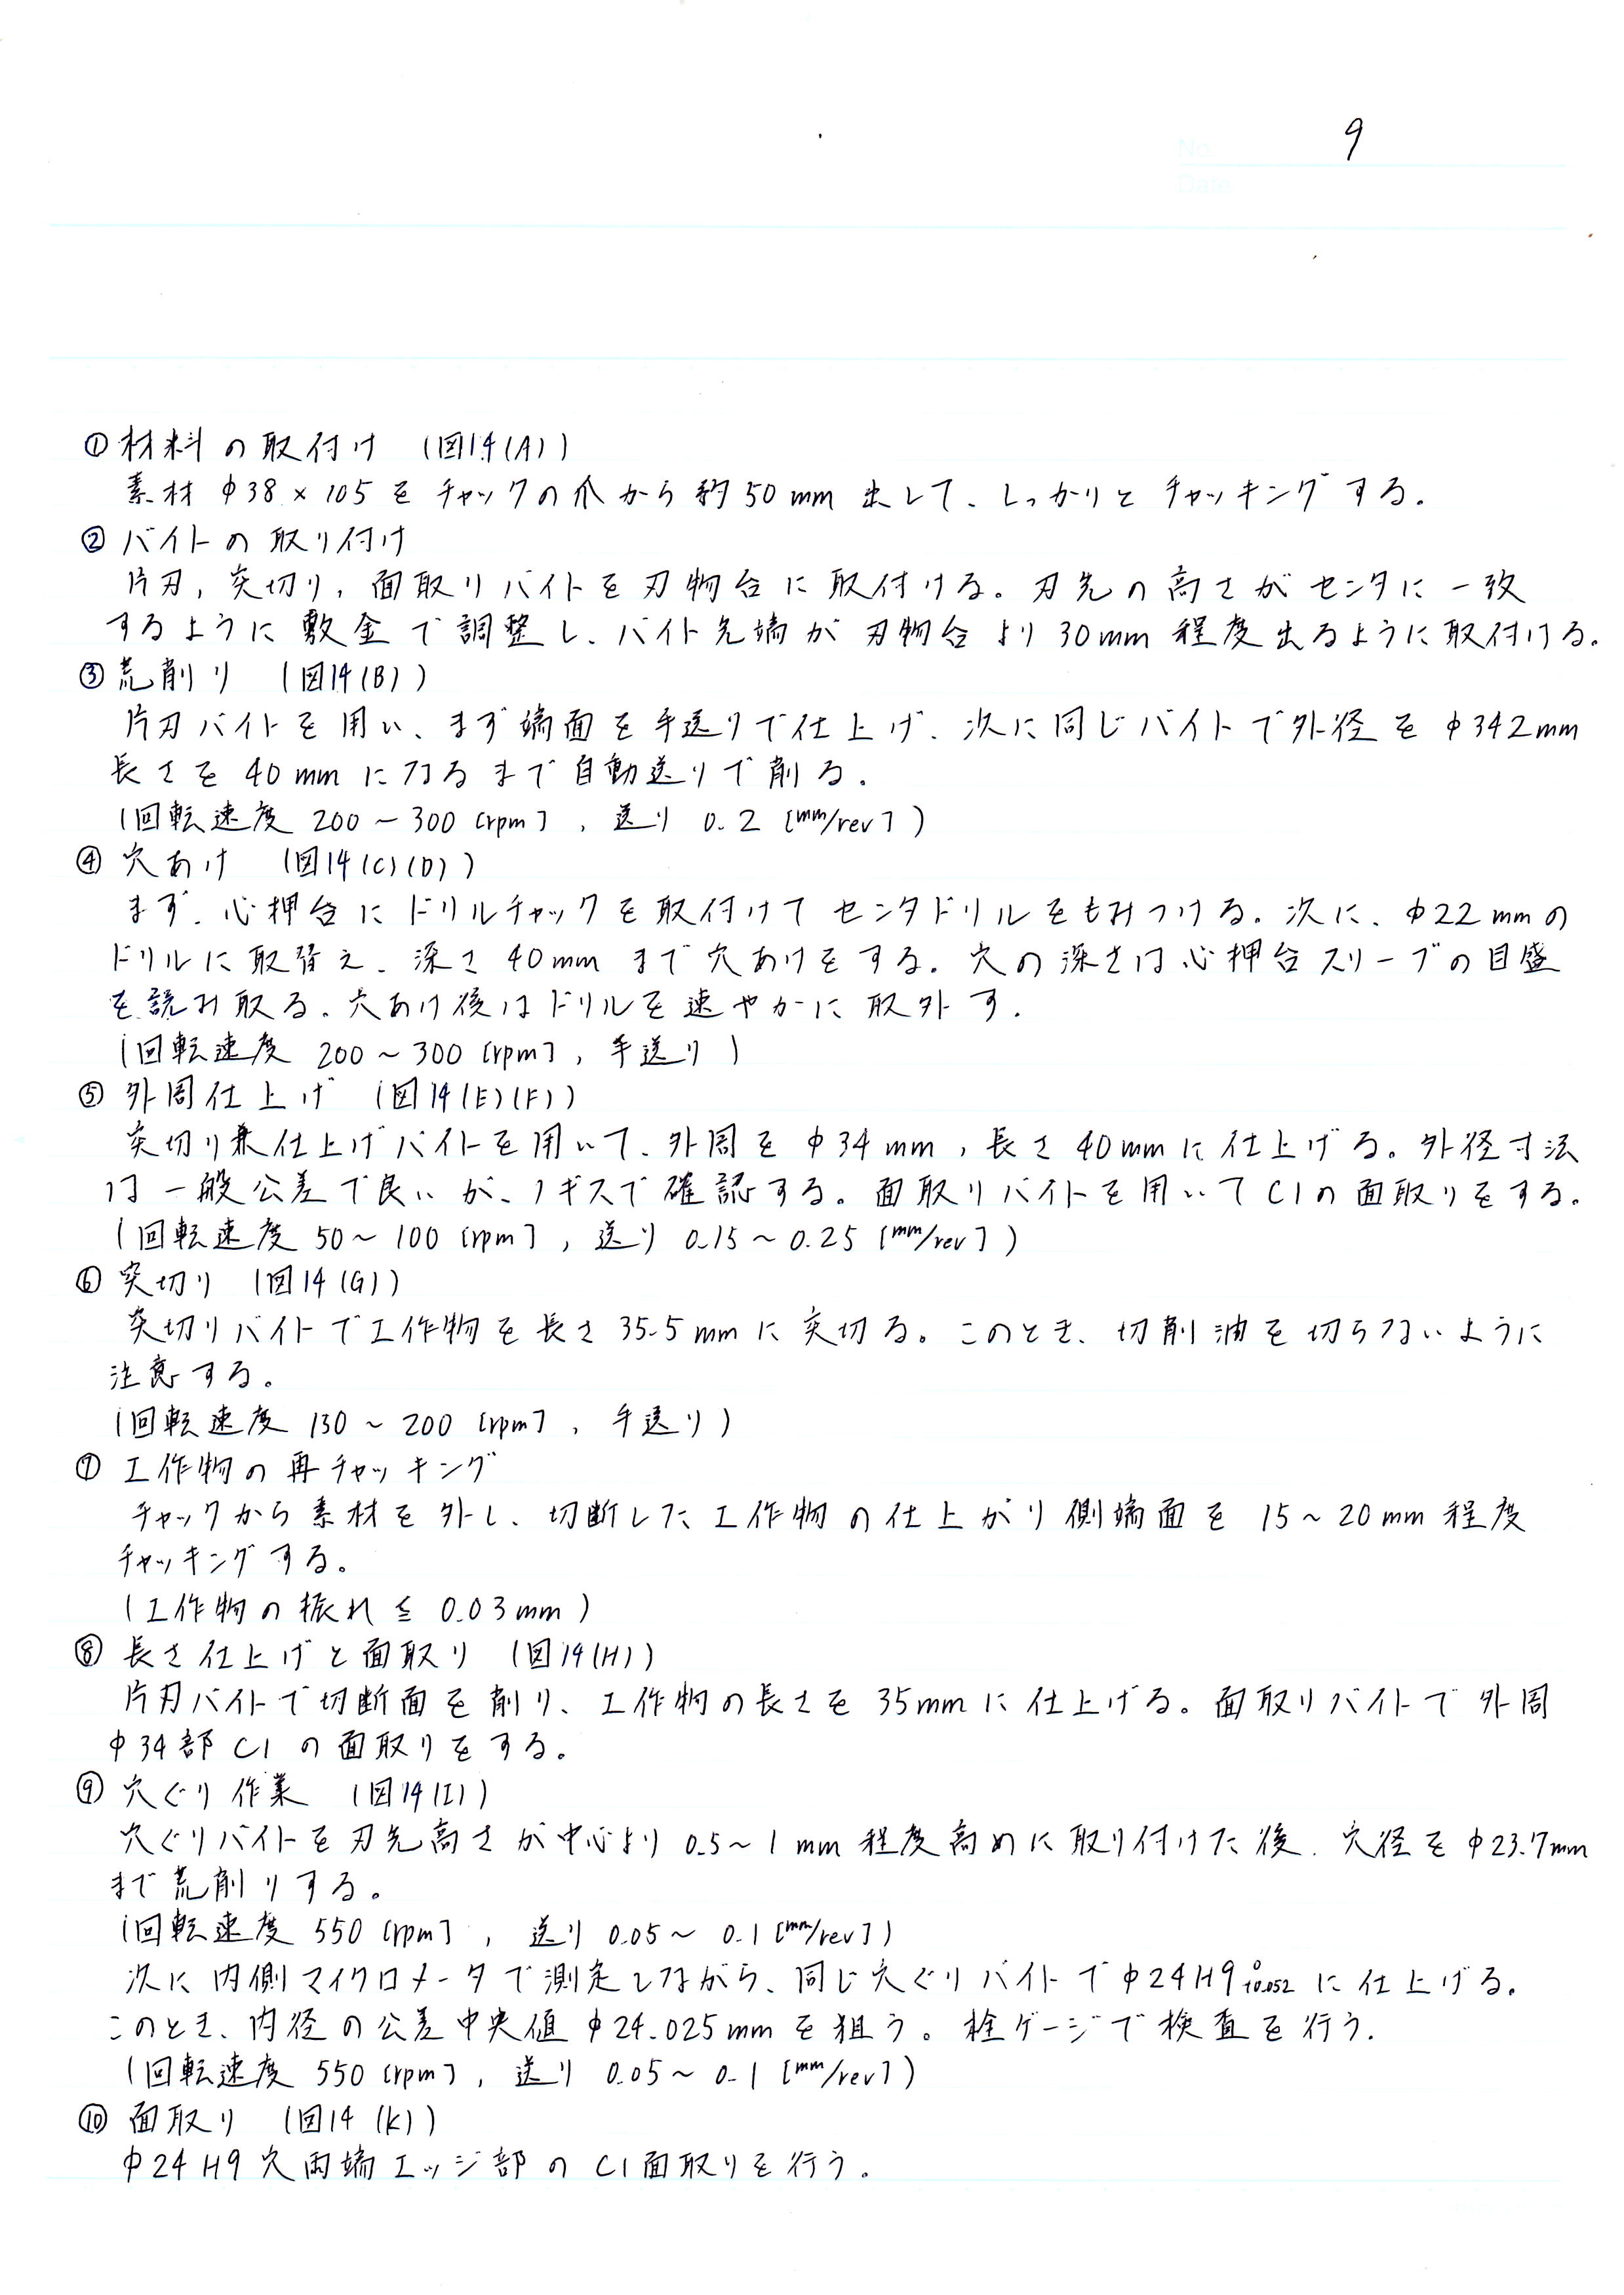 No. 9
Date
①材料の取付け (図14(A))
素材 φ38×105をチャックの爪から約50mm出して、しっかりとチャッキングする.
②バイトの取り付け
片刃,突切り,面取りバイトを刃物台に取付ける。刃先の高さがセンタに一致
するように敷金で調整し、バイト先端が刃物台より30mm程度出るように取付ける.
③荒削り (図14(B))
片刃バイトを用い、まず端面を手送りで仕上げ、次に同じバイトで外径をφ342mm
長さを40mmになるまで自動送りで削る.
(回転速度 200~300[rpm], 送り 0.2[mm/rev])
④穴あけ (図14(C)(D))
まず、心押台にドリルチャックを取付けてセンタドリルをもみつける。次に、φ22mmの
ドリルに取替え、深さ40mmまで穴あけをする。穴の深さは心押台スリーブの目盛
を読み取る。穴あけ後はドリルを速やかに取外す.
(回転速度 200~300[rpm], 手送り)
⑤外周仕上げ (図14(E)(F))
突切り兼仕上げバイトを用いて、外周をφ34mm,長さ40mmに仕上げる。外径寸法
は一般公差で良いが、ノギスで確認する。面取りバイトを用いてC1の面取りをする.
(回転速度 50~100[rpm], 送り 0.15~0.25[mm/rev])
⑥突切り (図14(G))
突切りバイトで工作物を長さ35.5mmに突切る。このとき、切削油を切らないように
注意する。
(回転速度 130~200[rpm], 手送り)
⑦工作物の再チャッキング
チャックから素材を外し、切断した工作物の仕上がり側端面を15~20mm程度
チャッキングする。
(工作物の振れ≦0.03mm)
⑧長さ仕上げと面取り (図14(H))
片刃バイトで切断面を削り、工作物の長さを35mmに仕上げる。面取りバイトで外周
φ34部C1の面取りをする。
⑨穴ぐり作業 (図14(I))
穴ぐりバイトを刃先高さが中心より0.5~1mm程度高めに取り付けた後、穴径をφ23.7mm
まで荒削りする。
(回転速度 550[rpm], 送り 0.05~0.1[mm/rev])
次に内側マイクロメータで測定しながら、同じ穴ぐりバイトでφ24H9 0 +0.052 に仕上げる.
このとき、内径の公差中央値φ24.025mmを狙う。栓ゲージで検査を行う.
(回転速度 550[rpm], 送り 0.05~0.1[mm/rev])
⑩面取り (図14(K))
φ24H9穴両端エッジ部のC1面取りを行う.